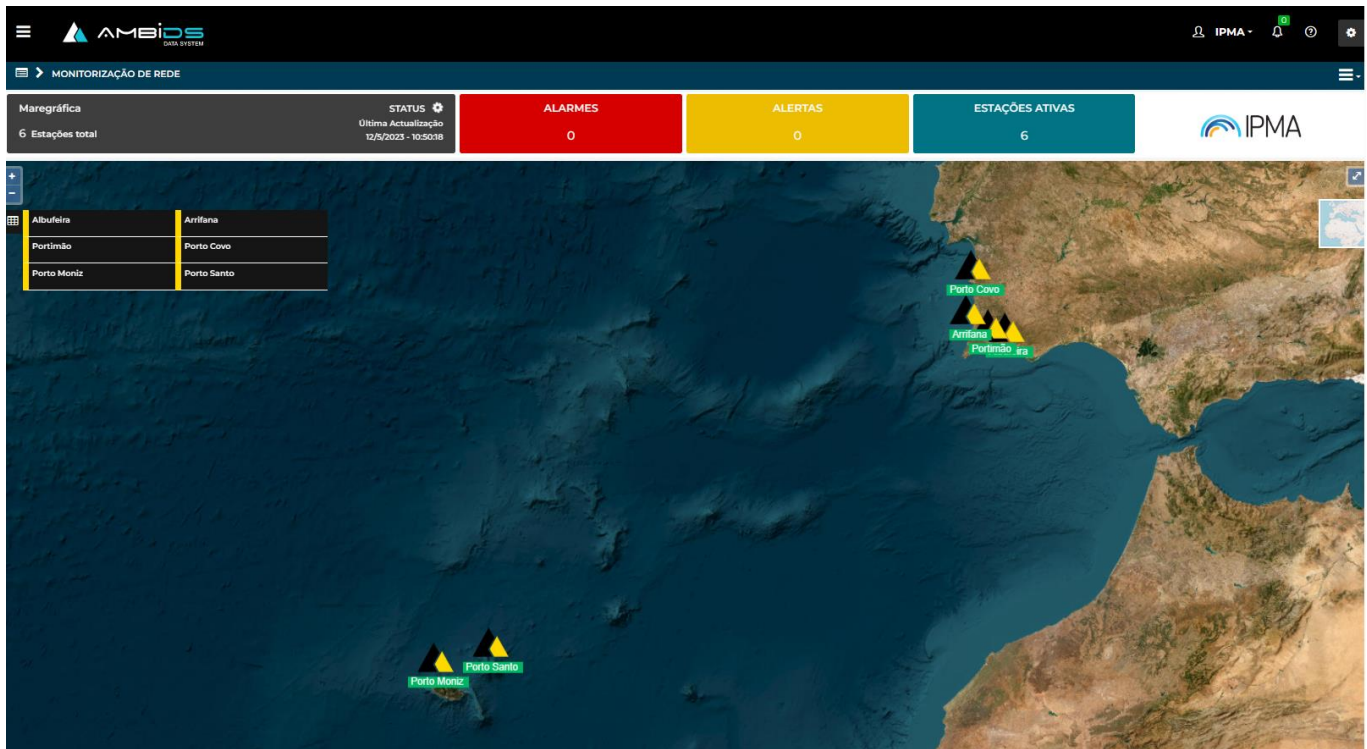 AMBIDS
DATA SYSTEM
IPMA
0
MONITORIZAÇÃO DE REDE
Maregráfica
6 Estações total
STATUS
Última Actualização
12/5/2023 - 10:50:18
ALARMES
0
ALERTAS
0
ESTAÇÕES ATIVAS
6
IPMA
+
-
Albufeira
Arrifana
Portimão
Porto Covo
Porto Moniz
Porto Santo
Porto Covo
Arrifana
Portimão
ira
Porto Santo
Porto Moniz